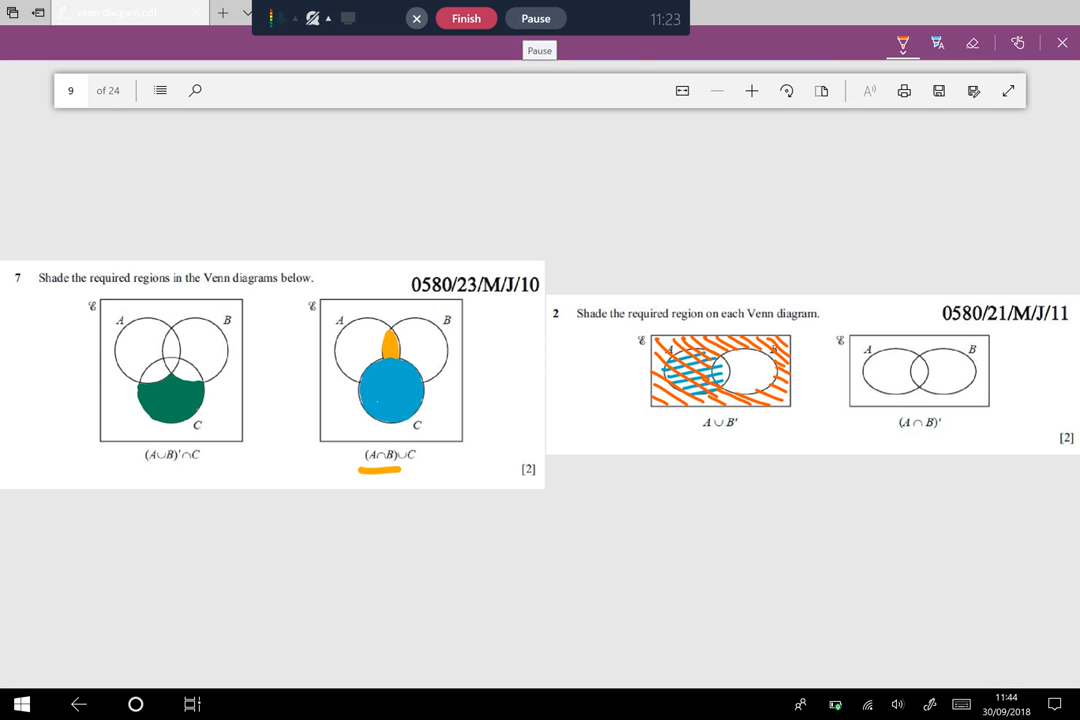 venn diagram.pdf
Finish
Pause
11:23
Pause
9 of 24
7 Shade the required regions in the Venn diagrams below.
0580/23/M/J/10
ℰ
A
B
C
(A∪B)′∩C
ℰ
A
B
C
(A∩B)∪C
[2]
2 Shade the required region on each Venn diagram.
0580/21/M/J/11
ℰ
A
B
A ∪ B′
ℰ
A
B
(A ∩ B)′
[2]
11:44
30/09/2018